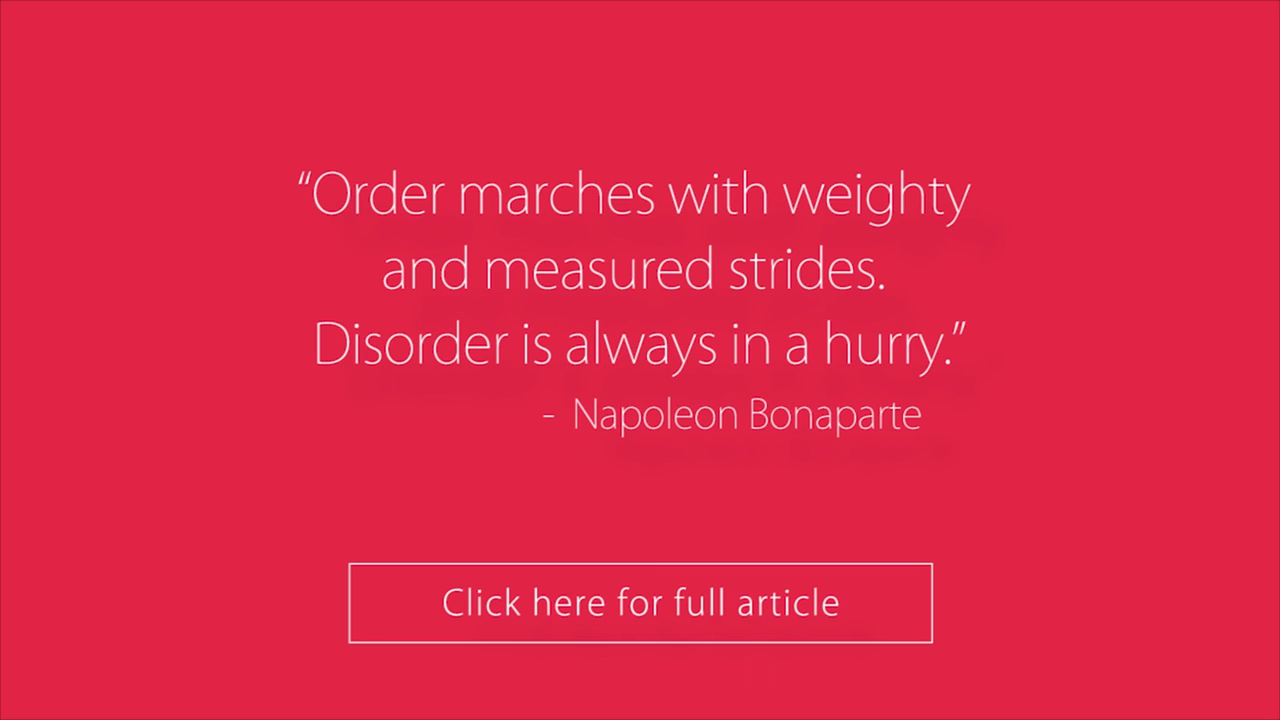 “Order marches with weighty
and measured strides.
Disorder is always in a hurry.”
- Napoleon Bonaparte
Click here for full article